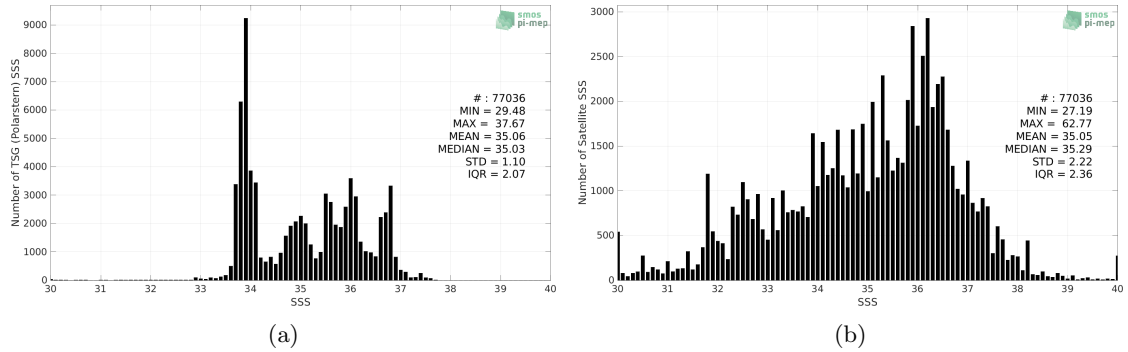 Number of TSG (Polarstern) SSS
9000
8000
7000
6000
5000
4000
3000
2000
1000
0
smos
pi-mep
# : 77036
MIN = 29.48
MAX = 37.67
MEAN = 35.06
MEDIAN = 35.03
STD = 1.10
IQR = 2.07
30 31 32 33 34 35 36 37 38 39 40
SSS
(a)
Number of Satellite SSS
3000
2500
2000
1500
1000
500
0
smos
pi-mep
# : 77036
MIN = 27.19
MAX = 62.77
MEAN = 35.05
MEDIAN = 35.29
STD = 2.22
IQR = 2.36
30 31 32 33 34 35 36 37 38 39 40
SSS
(b)